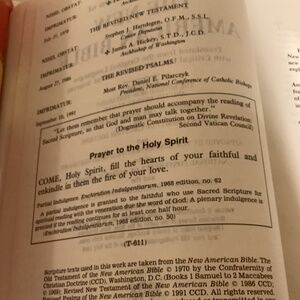 NIHIL OBSTAT:
THE REVISED NEW TESTAMENT
Stephen J. Hartdegen, O.F.M., S.S.L.
Censor Deputatus
IMPRIMATUR:
James A. Hickey, S.T.D., J.C.D.
Archbishop of Washington
August 27, 1986
THE REVISED PSALMS
IMPRIMATUR:
Most Rev. Daniel E. Pilarczyk
President, National Conference of Catholic Bishops
September 10, 1991
"Let them remember that prayer should accompany the reading of
Sacred Scripture, so that God and man may talk together."
(Dogmatic Constitution on Divine Revelation,
Second Vatican Council)
Prayer to the Holy Spirit
COME, Holy Spirit, fill the hearts of your faithful and
enkindle in them the fire of your love.
Partial Indulgence: Enchiridion Indulgentiarum, 1968 edition, no. 62
A partial indulgence is granted to the faithful who use Sacred Scripture for
spiritual reading with the veneration due the word of God. A plenary indulgence is
granted if the reading continues for at least one half hour.
(Enchiridion Indulgentiarum, 1968 edition, no. 50)
(T-611)
Scripture texts used in this work are taken from the New American Bible. The
Old Testament of the New American Bible © 1970 by the Confraternity of
Christian Doctrine (CCD), Washington, D.C. (Books 1 Samuel to 2 Maccabees
© 1969); Revised New Testament of the New American Bible © 1986 CCD;
Revised Psalms of the New American Bible © 1991 CCD. All rights reserved.